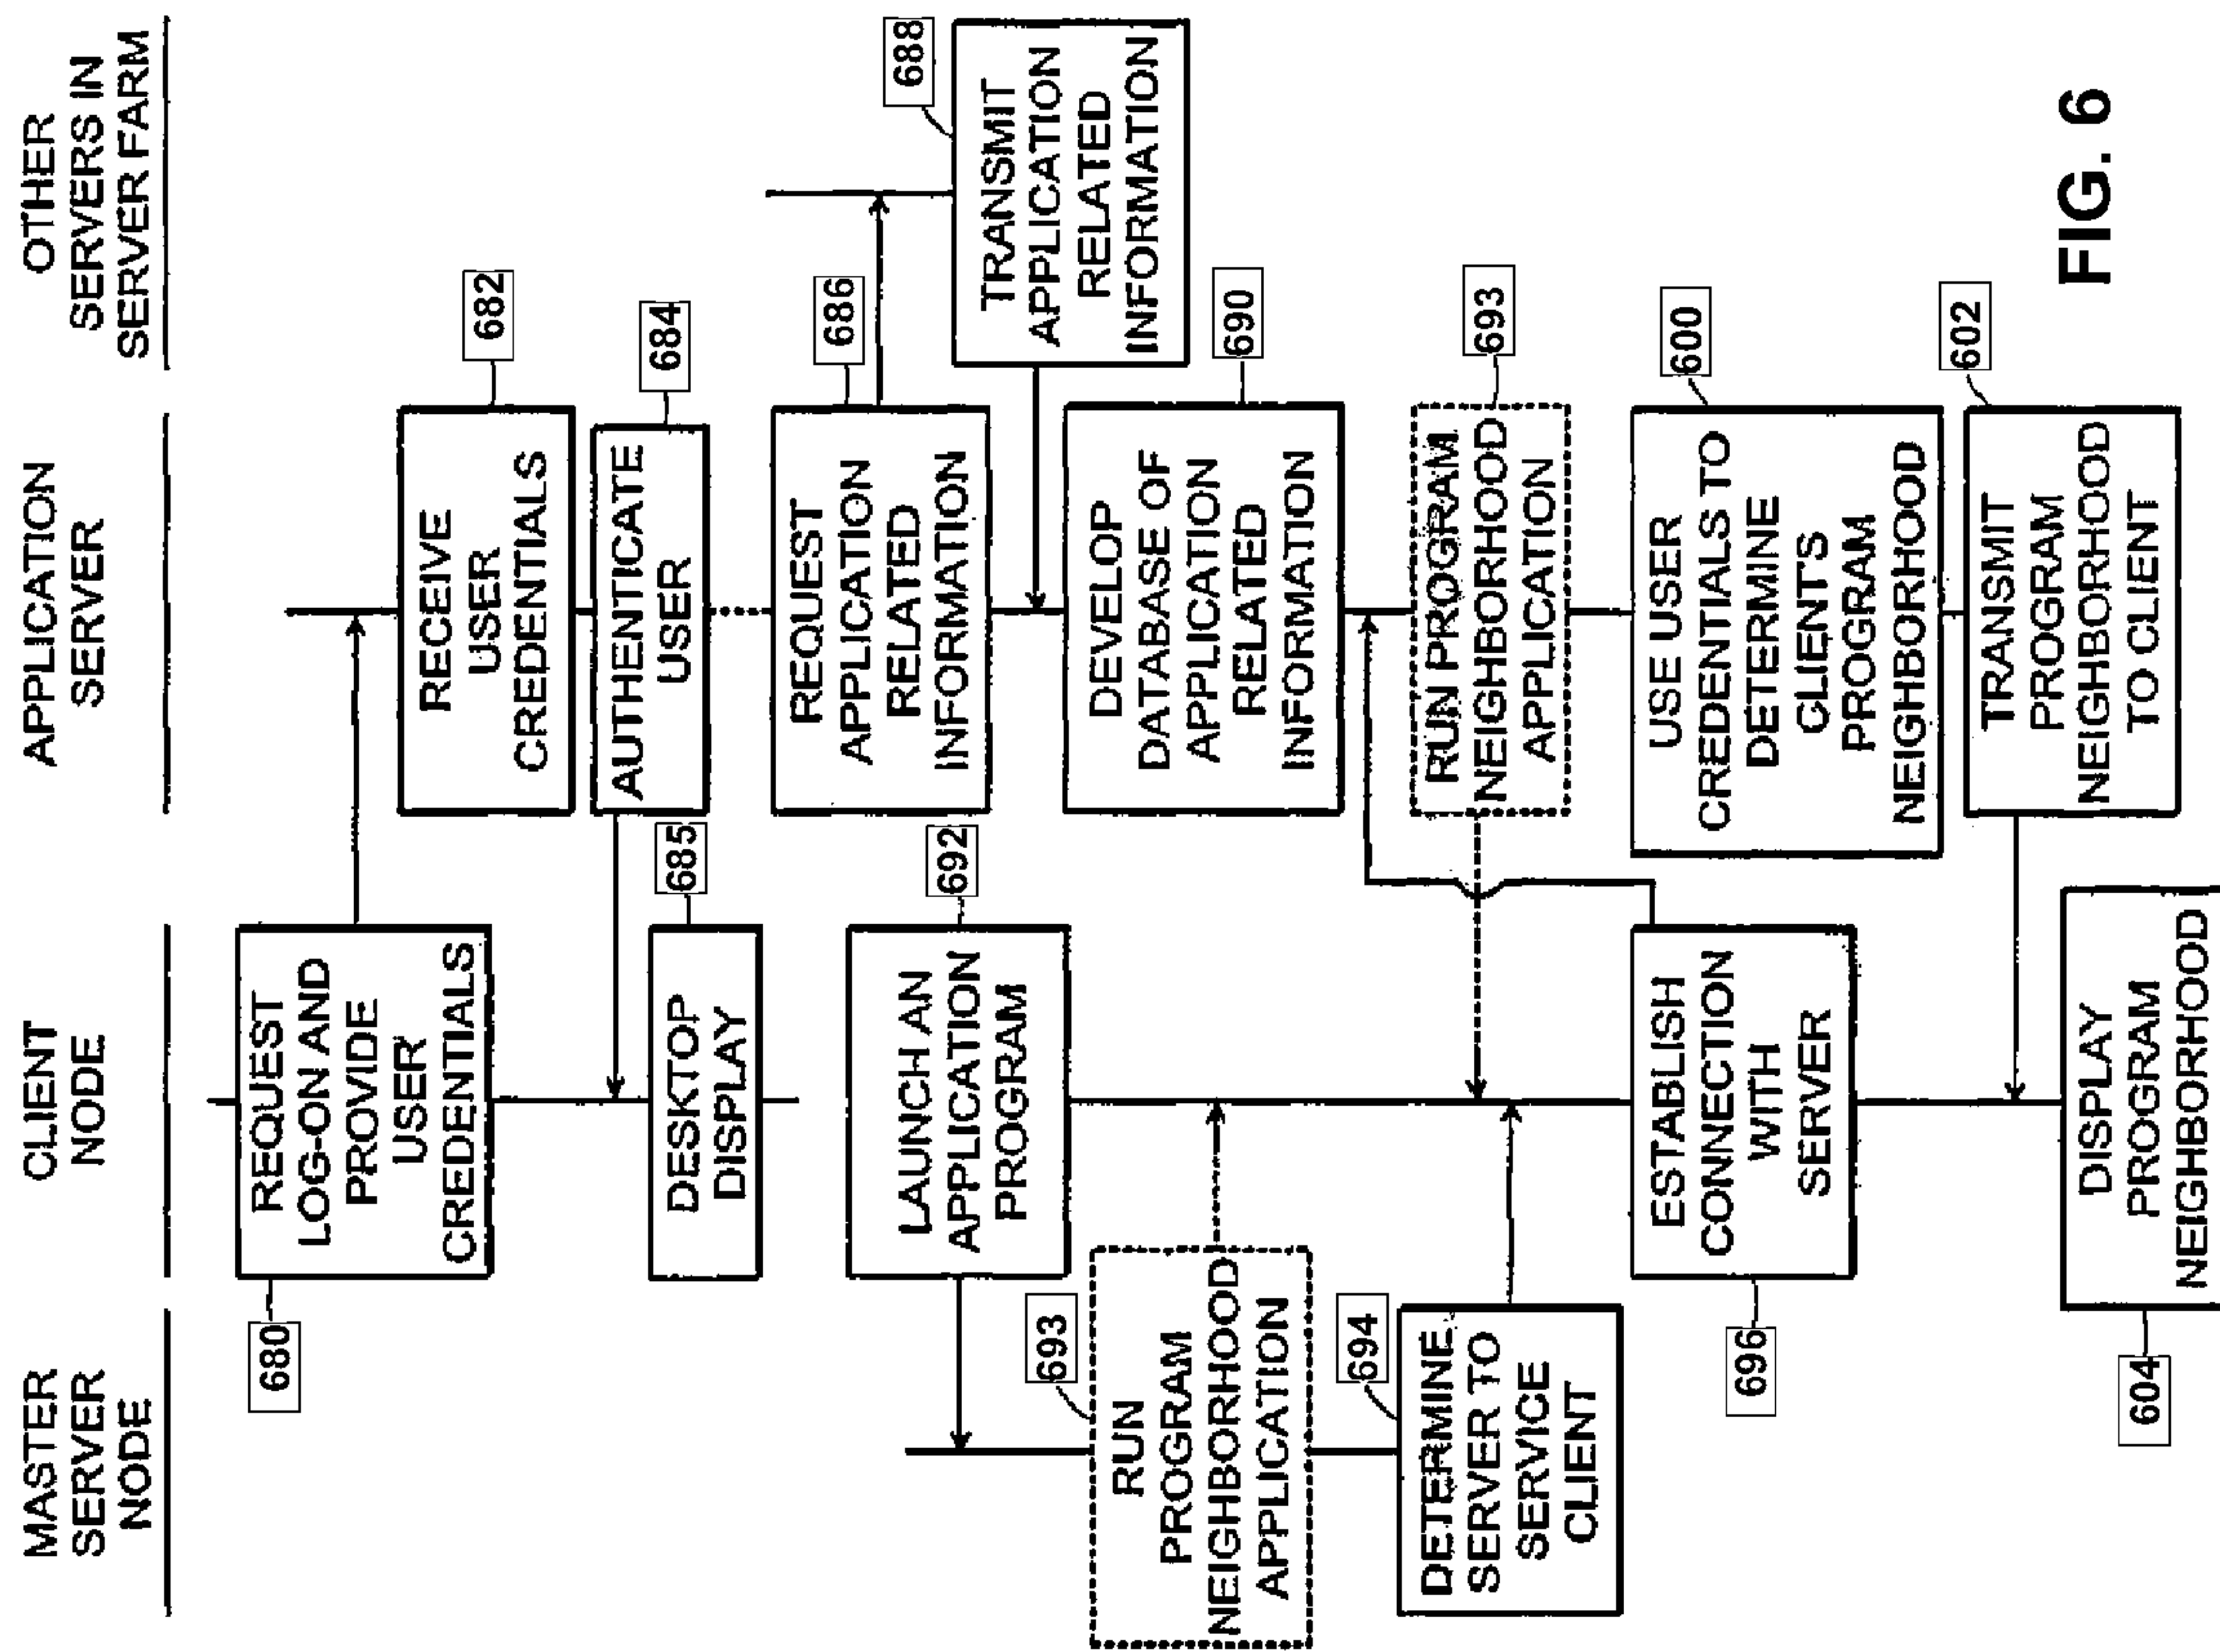 MASTER
SERVER
NODE
CLIENT
NODE
APPLICATION
SERVER
OTHER
SERVERS IN
SERVER FARM
680
REQUEST
LOG-ON AND
PROVIDE
USER
CREDENTIALS
RECEIVE
USER
CREDENTIALS
682
AUTHENTICATE
USER
684
685
DESKTOP
DISPLAY
REQUEST
APPLICATION
RELATED
INFORMATION
686
688
TRANSMIT
APPLICATION
RELATED
INFORMATION
692
LAUNCH AN
APPLICATION
PROGRAM
DEVELOP
DATABASE OF
APPLICATION
RELATED
INFORMATION
690
693
RUN
PROGRAM
NEIGHBORHOOD
APPLICATION
RUN PROGRAM
NEIGHBORHOOD
APPLICATION
693
694
DETERMINE
SERVER TO
SERVICE
CLIENT
696
ESTABLISH
CONNECTION
WITH
SERVER
USE USER
CREDENTIALS TO
DETERMINE
CLIENTS
PROGRAM
NEIGHBORHOOD
600
TRANSMIT
PROGRAM
NEIGHBORHOOD
TO CLIENT
602
604
DISPLAY
PROGRAM
NEIGHBORHOOD
FIG. 6